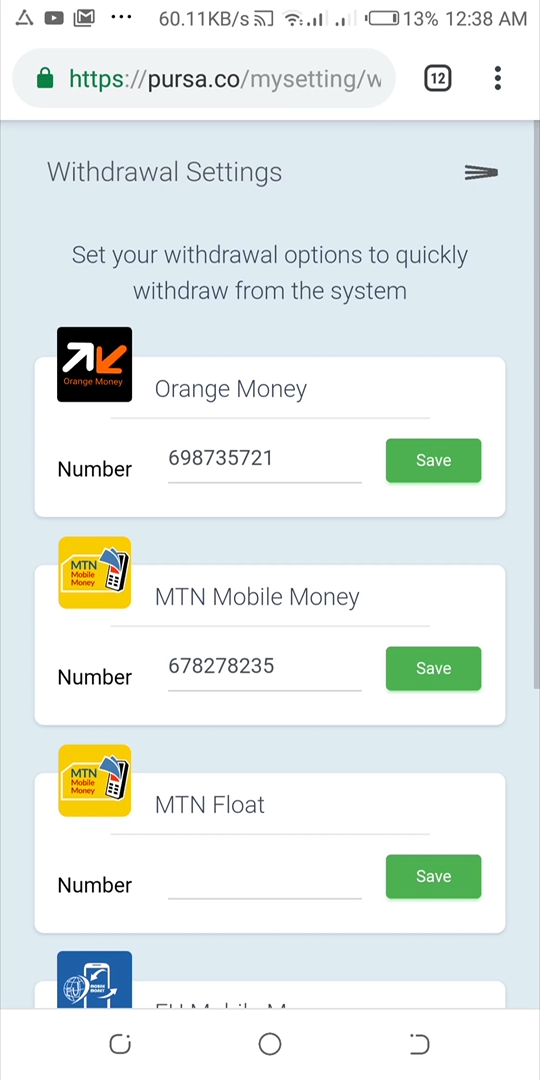 60.11KB/s 13% 12:38 AM
https://pursa.co/mysetting/w
12
Withdrawal Settings
Set your withdrawal options to quickly
withdraw from the system
Orange Money
Orange Money
Number 698735721 Save
MTN
Mobile
Money
MTN Mobile Money
Number 678278235 Save
MTN
Mobile
Money
MTN Float
Number Save
MOBILE
MONEY